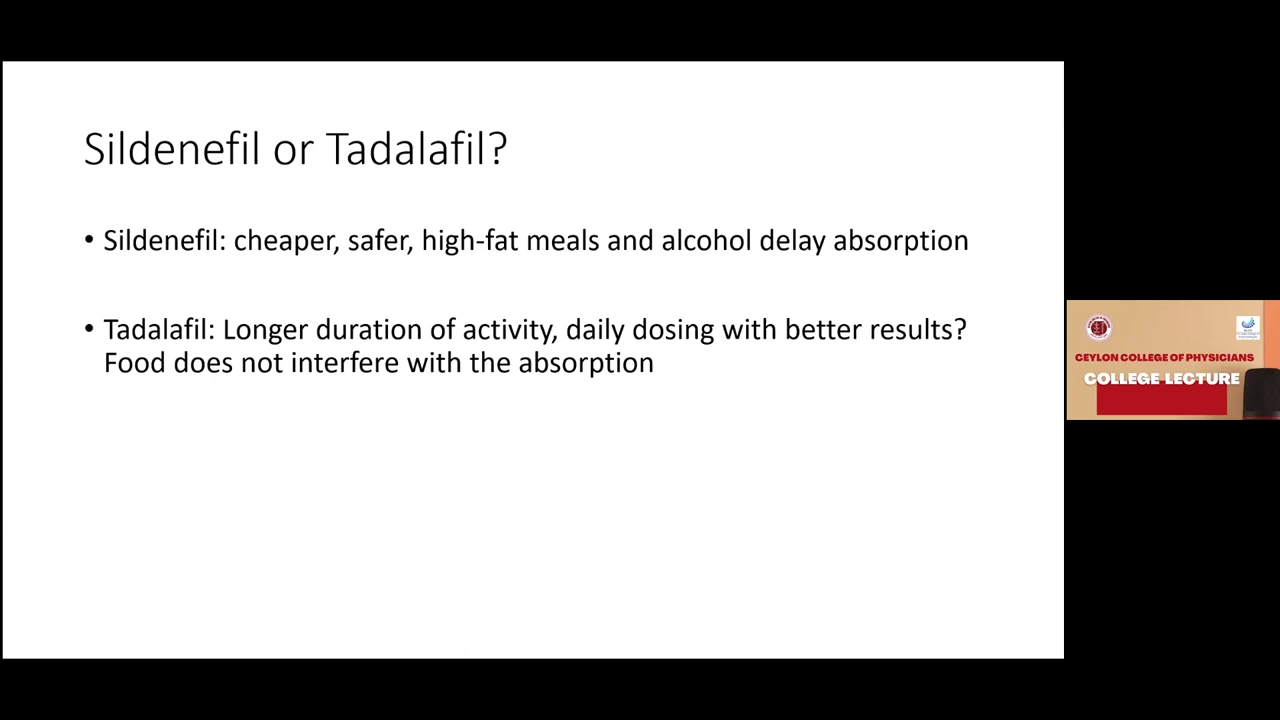 Sildenefil or Tadalafil?
• Sildenefil: cheaper, safer, high-fat meals and alcohol delay absorption
• Tadalafil: Longer duration of activity, daily dosing with better results?
Food does not interfere with the absorption
CEYLON COLLEGE OF PHYSICIANS
COLLEGE LECTURE